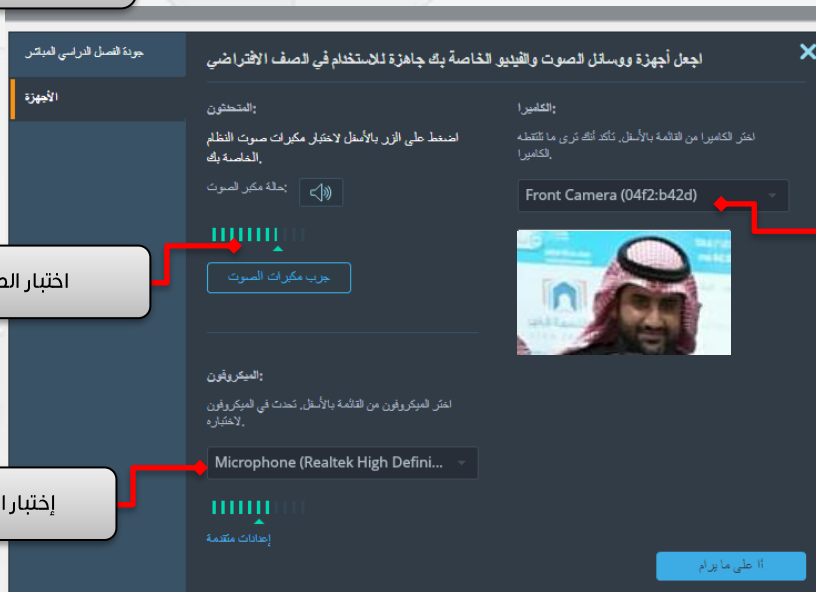 جودة الفصل الدراسي المباشر
الأجهزة
اجعل أجهزة ووسائل الصوت والفيديو الخاصة بك جاهزة للاستخدام في الصف الافتراضي
الكاميرا:
اختر الكاميرا من القائمة بالأسفل. تأكد أنك ترى ما تلتقطه
الكاميرا.
Front Camera (04f2:b42d)
المتحدثون:
اضغط على الزر بالأسفل لاختبار مكبرات صوت النظام
الخاصة بك.
حالة مكبر الصوت:
جرب مكبرات الصوت
اختبار
الميكروفون:
اختر الميكروفون من القائمة بالأسفل. تحدث في الميكروفون
لاختباره.
Microphone (Realtek High Defini...
إختبار
إعدادات متقدمة
أنا على ما يرام